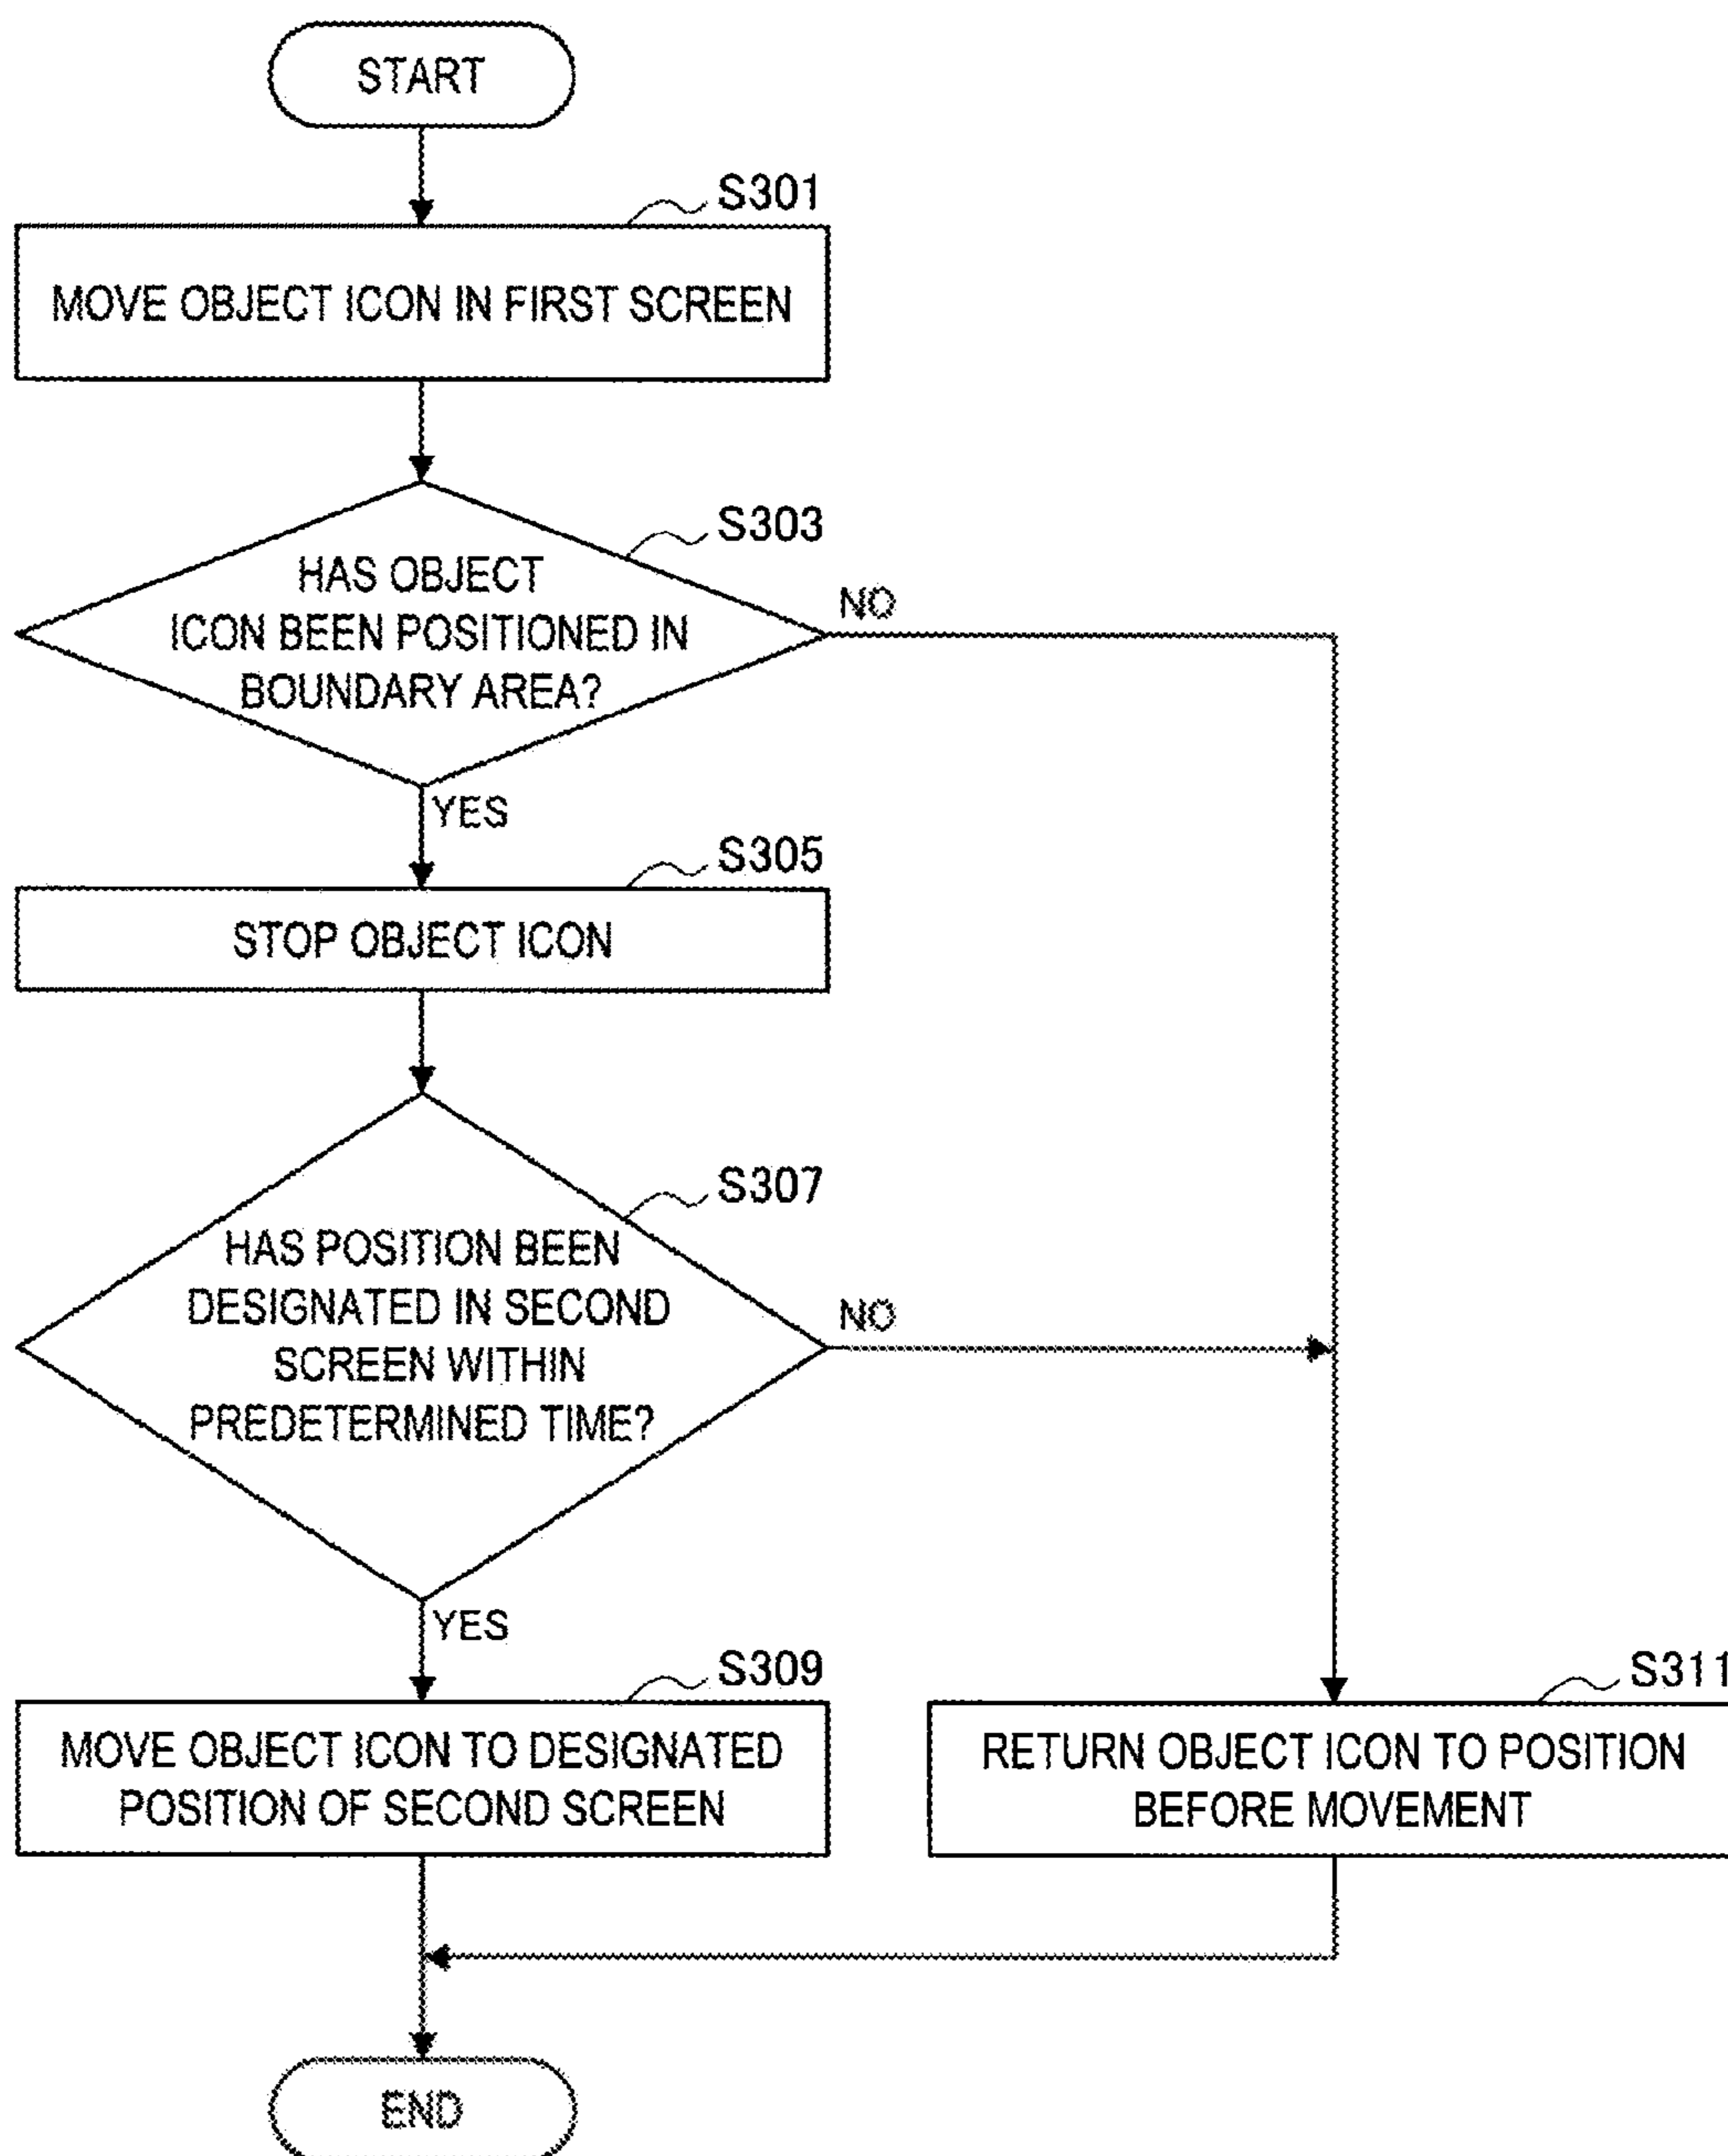 START
S301
MOVE OBJECT ICON IN FIRST SCREEN
S303
HAS OBJECT
ICON BEEN POSITIONED IN
BOUNDARY AREA?
NO
YES
S305
STOP OBJECT ICON
S307
HAS POSITION BEEN
DESIGNATED IN SECOND
SCREEN WITHIN
PREDETERMINED TIME?
NO
YES
S309
MOVE OBJECT ICON TO DESIGNATED
POSITION OF SECOND SCREEN
S311
RETURN OBJECT ICON TO POSITION
BEFORE MOVEMENT
END